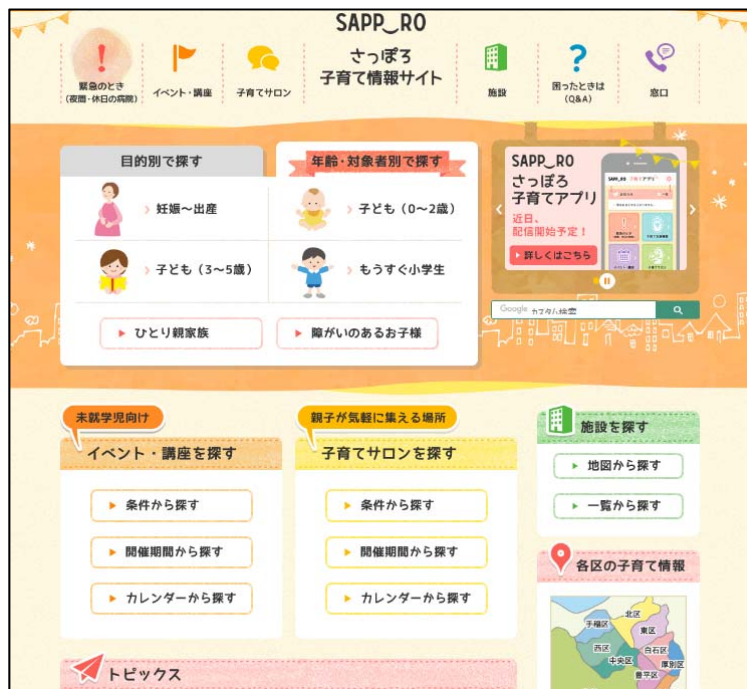 SAPP‿RO
さっぽろ
子育て情報サイト
緊急のとき
(夜間・休日の病院)
イベント・講座
子育てサロン
施設
困ったときは
(Q&A)
窓口
目的別で探す
年齢・対象者別で探す
妊娠～出産
子ども（0～2歳）
子ども（3～5歳）
もうすぐ小学生
ひとり親家族
障がいのあるお子様
SAPP‿RO
さっぽろ
子育てアプリ
近日、
配信開始予定！
詳しくはこちら
Google カスタム検索
未就学児向け
イベント・講座を探す
条件から探す
開催期間から探す
カレンダーから探す
親子が気軽に集える場所
子育てサロンを探す
条件から探す
開催期間から探す
カレンダーから探す
施設を探す
地図から探す
一覧から探す
各区の子育て情報
手稲区
北区
東区
西区
中央区
白石区
厚別区
豊平区
トピックス